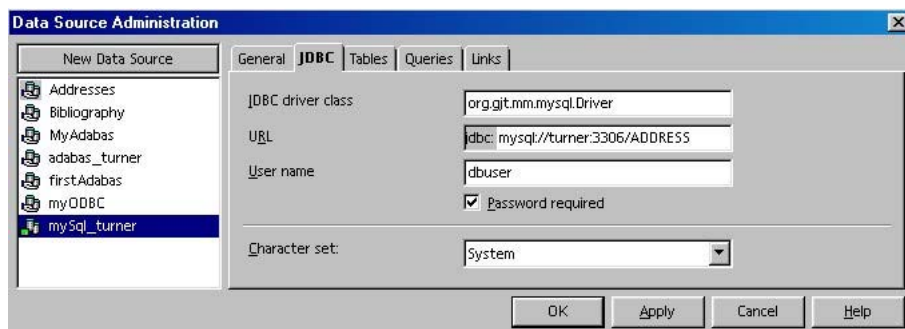 Data Source Administration
New Data Source
Addresses
Bibliography
MyAdabas
adabas_turner
firstAdabas
myODBC
mySql_turner
General JDBC Tables Queries Links
JDBC driver class
org.gjt.mm.mysql.Driver
URL
jdbc: mysql://turner:3306/ADDRESS
User name
dbuser
Password required
Character set:
System
OK Apply Cancel Help